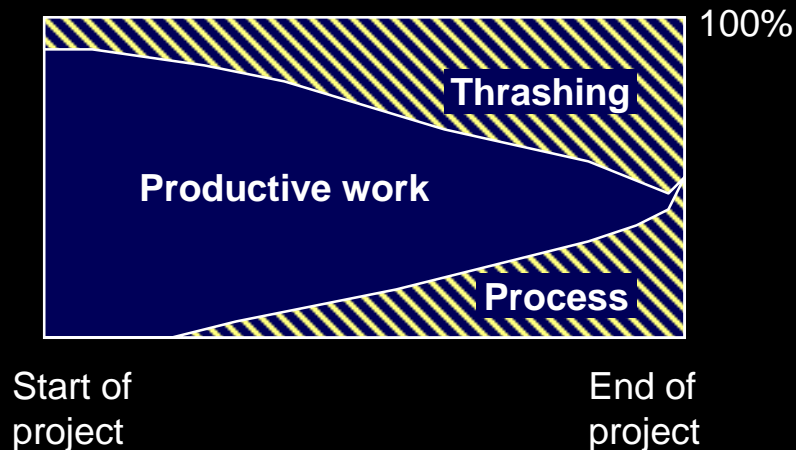 100%
Thrashing
Productive work
Process
Start of
project
End of
project